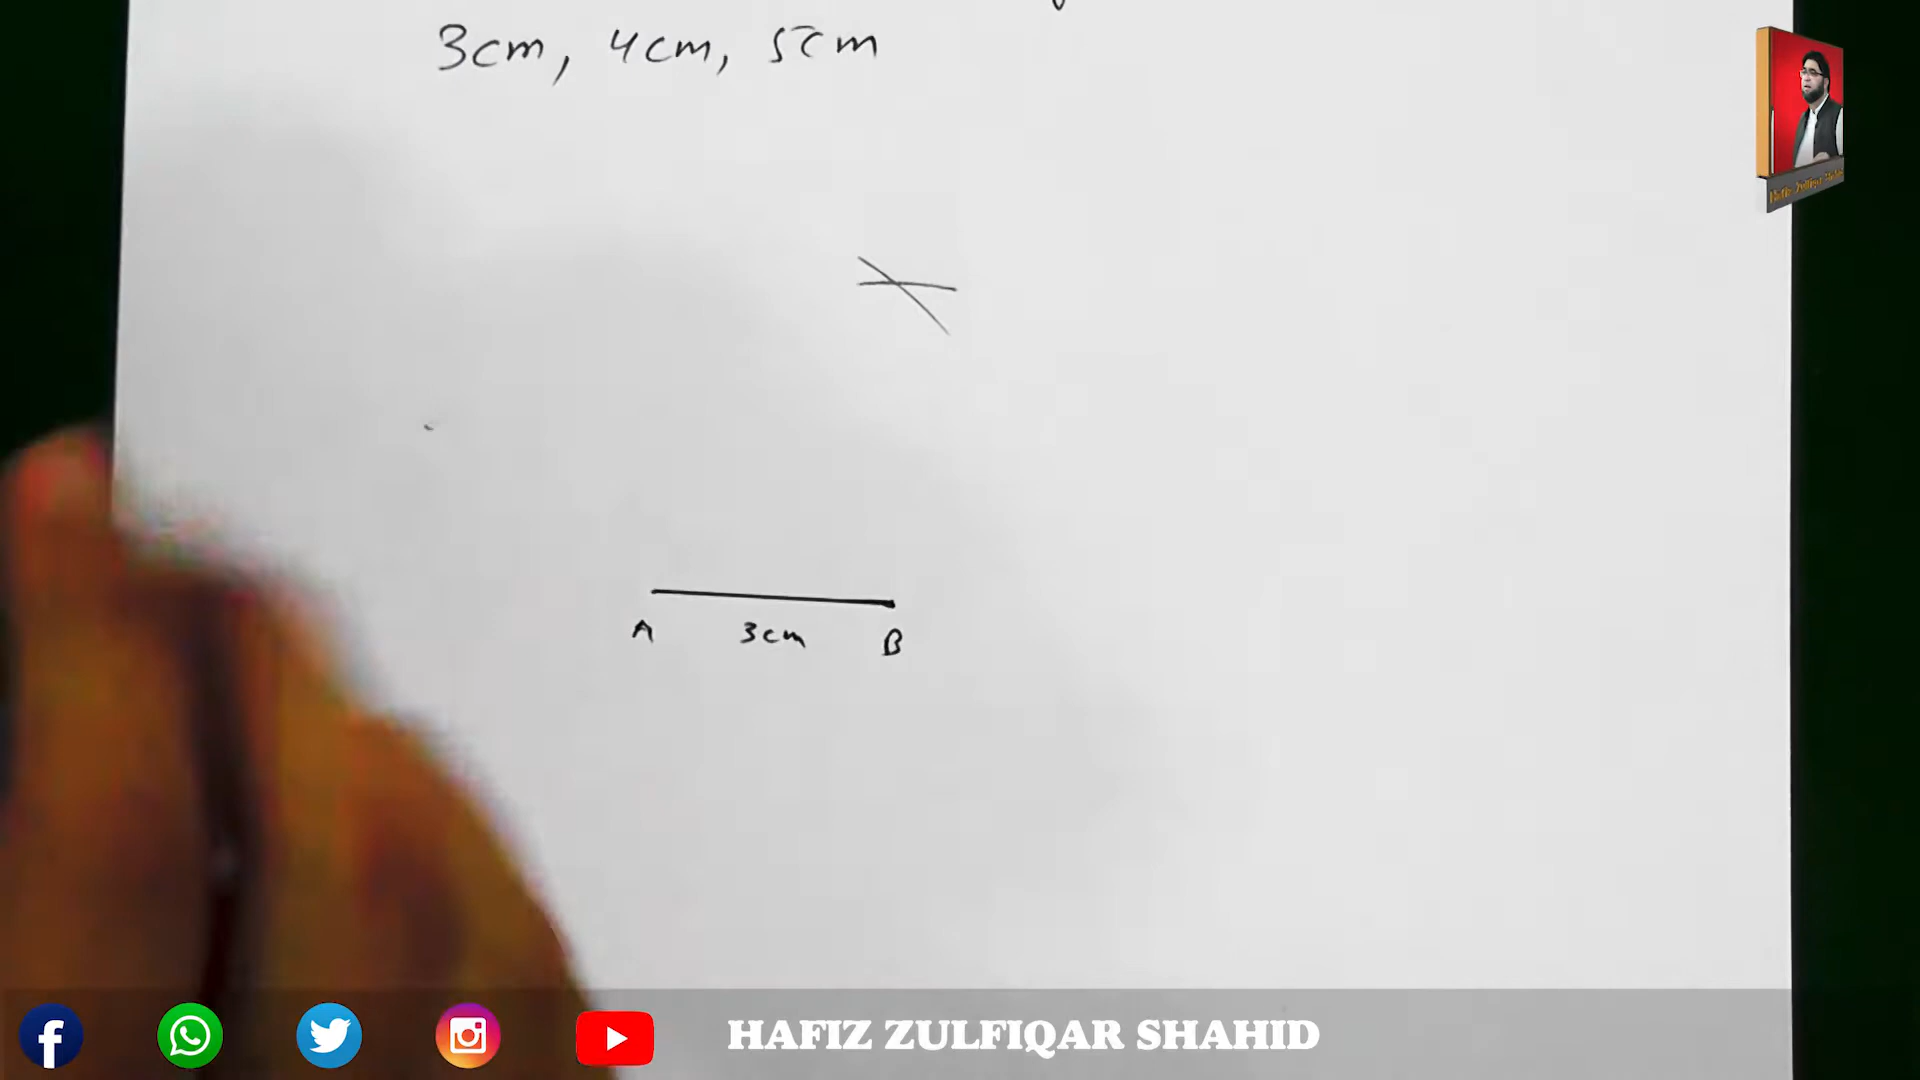 3cm, 4cm, 5cm
A 3cm B
HAFIZ ZULFIQAR SHAHID